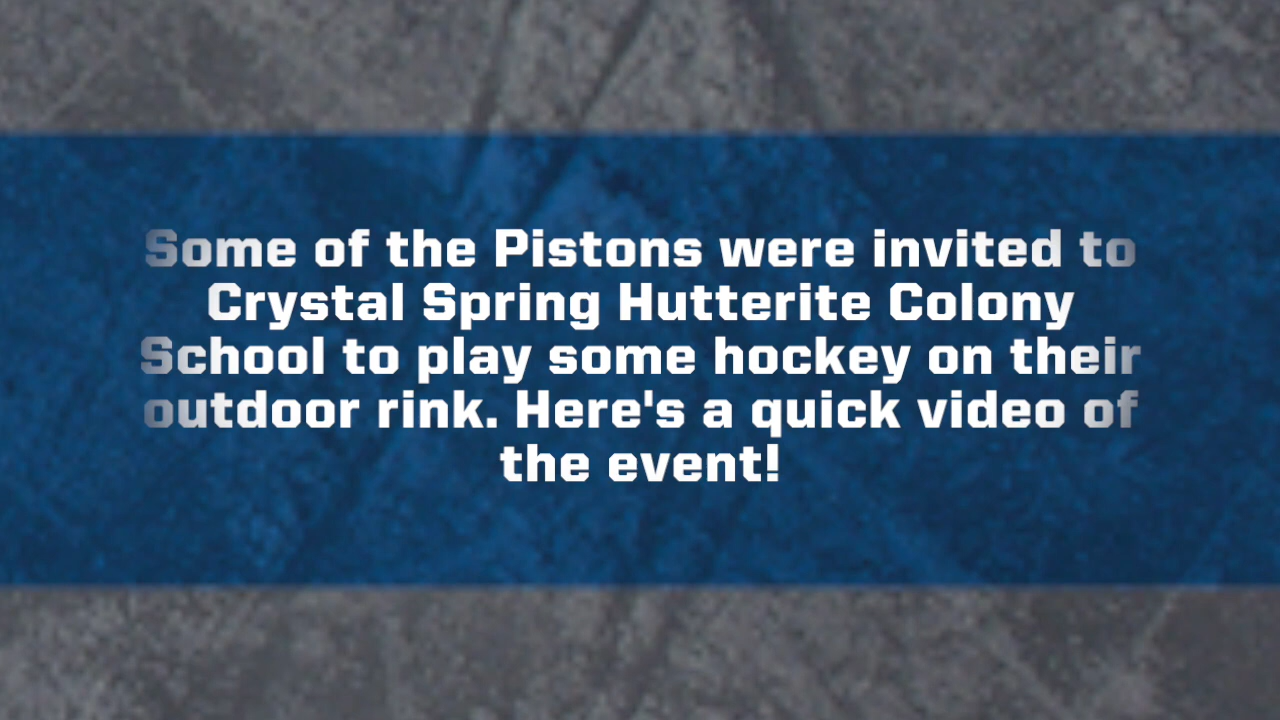 Some of the Pistons were invited to
Crystal Spring Hutterite Colony
School to play some hockey on their
outdoor rink. Here's a quick video of
the event!